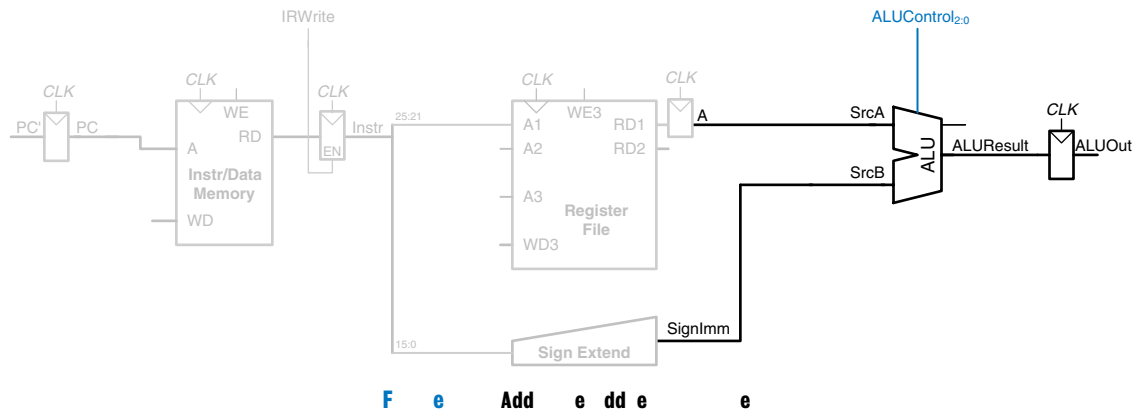 IRWrite
ALUControl2:0
CLK
CLK
CLK
CLK
CLK
CLK
PC'
PC
WE
RD
A
Instr/Data
Memory
WD
EN
Instr
25:21
A1
WE3
RD1
A2
RD2
A3
Register
File
WD3
A
SrcA
SrcB
ALU
ALUResult
ALUOut
15:0
Sign Extend
SignImm
F e Add e dd e e